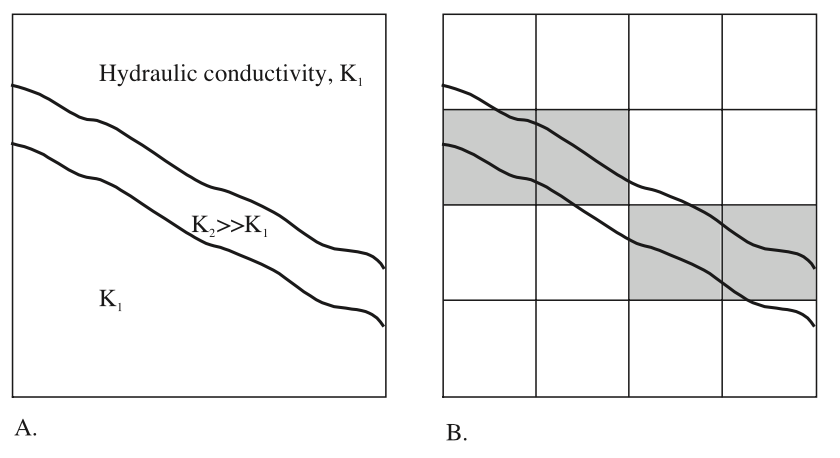 Hydraulic conductivity, K₁
K₂>>K₁
K₁
A.
B.